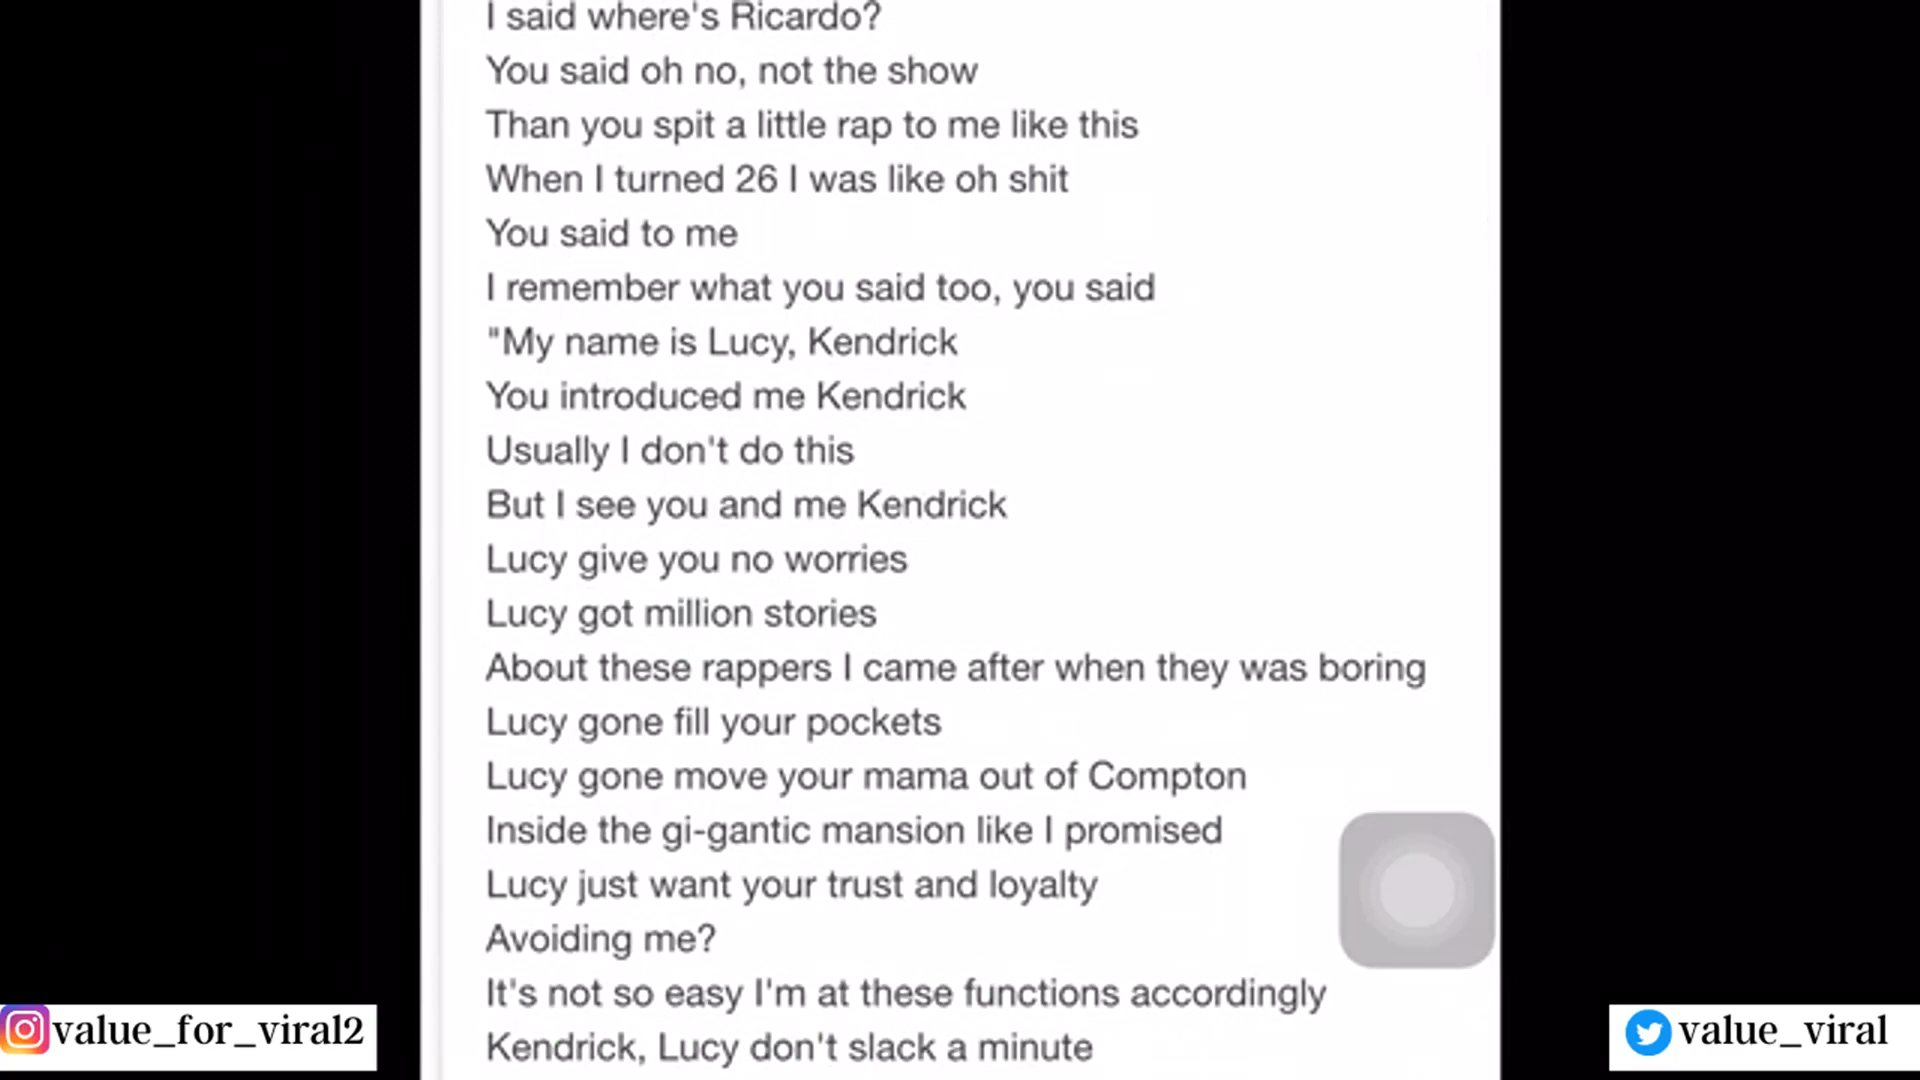 I said where's Ricardo?
You said oh no, not the show
Than you spit a little rap to me like this
When I turned 26 I was like oh shit
You said to me
I remember what you said too, you said
"My name is Lucy, Kendrick
You introduced me Kendrick
Usually I don't do this
But I see you and me Kendrick
Lucy give you no worries
Lucy got million stories
About these rappers I came after when they was boring
Lucy gone fill your pockets
Lucy gone move your mama out of Compton
Inside the gi-gantic mansion like I promised
Lucy just want your trust and loyalty
Avoiding me?
It's not so easy I'm at these functions accordingly
Kendrick, Lucy don't slack a minute
value_for_viral2
value_viral